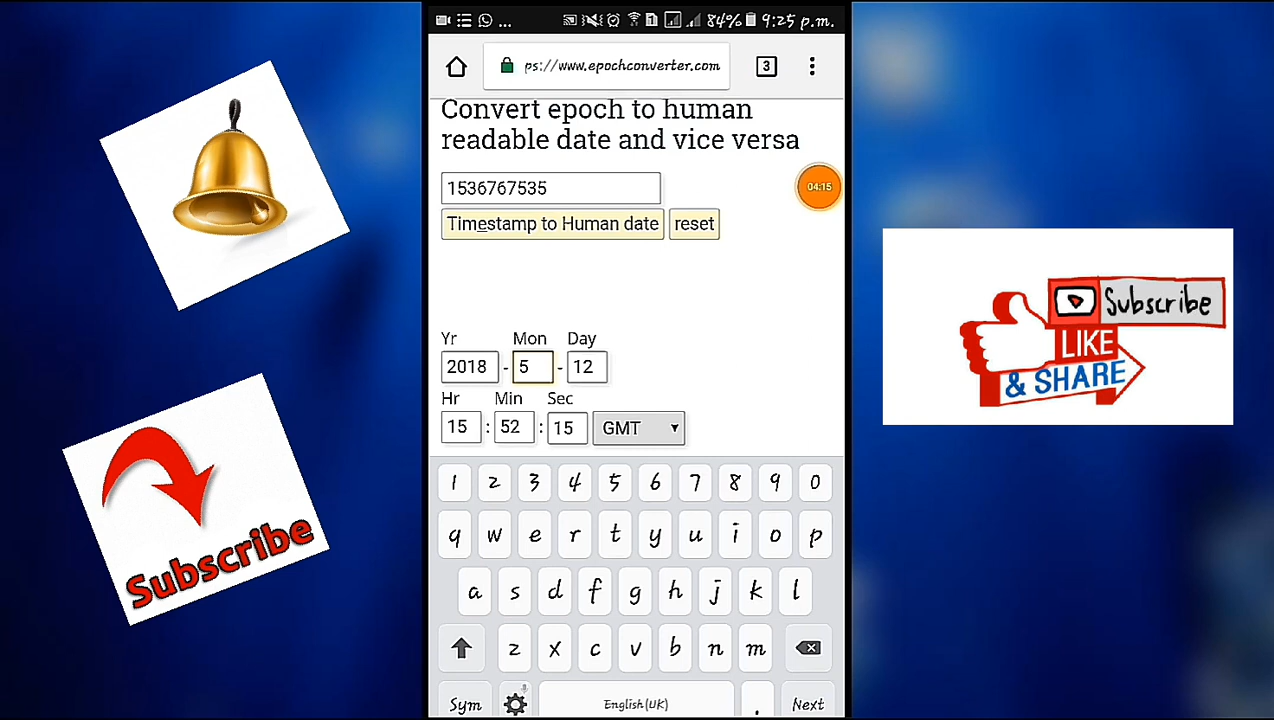 ... 84% 9:25 p.m.
ps://www.epochconverter.com 3
Convert epoch to human
readable date and vice versa
1536767535
04:15
Timestamp to Human date reset
Yr Mon Day
2018 - 5 - 12
Hr Min Sec
15 : 52 : 15 GMT
1 2 3 4 5 6 7 8 9 0
q w e r t y u i o p
a s d f g h j k l
z x c v b n m
Sym English(UK) . Next
Subscribe
Subscribe
LIKE
& SHARE